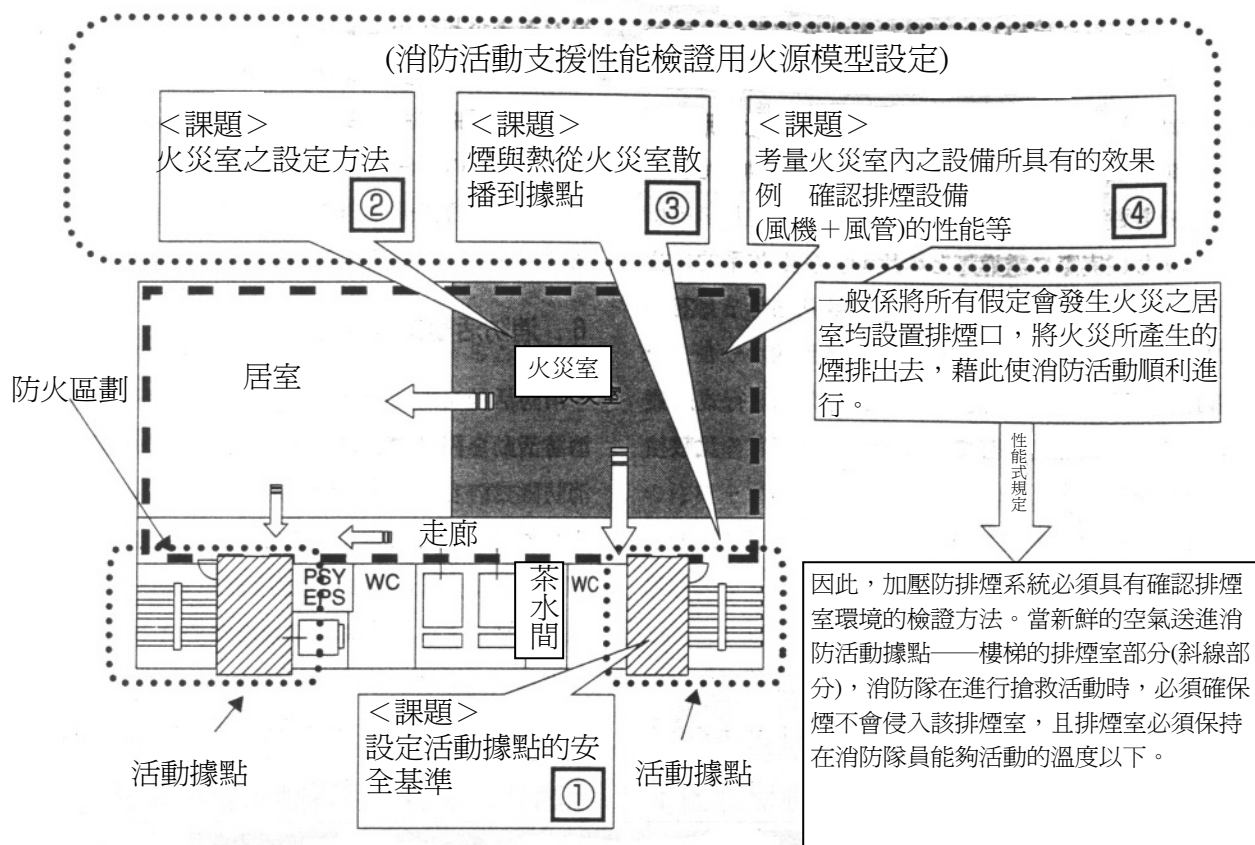 (消防活動支援性能檢證用火源模型設定)
＜課題＞
火災室之設定方法
②
＜課題＞
煙與熱從火災室散
播到據點
③
＜課題＞
考量火災室內之設備所具有的效果
例　確認排煙設備
(風機＋風管)的性能等
④
一般係將所有假定會發生火災之居
室均設置排煙口，將火災所產生的
煙排出去，藉此使消防活動順利進
行。
性能式規定
防火區劃
居室
火災室
走廊
PSY
EPS
WC
茶水間
WC
因此，加壓防排煙系統必須具有確認排煙
室環境的檢證方法。當新鮮的空氣送進消
防活動據點──樓梯的排煙室部分(斜線部
分)，消防隊在進行搶救活動時，必須確保
煙不會侵入該排煙室，且排煙室必須保持
在消防隊員能夠活動的溫度以下。
＜課題＞
設定活動據點的安
全基準
①
活動據點
活動據點